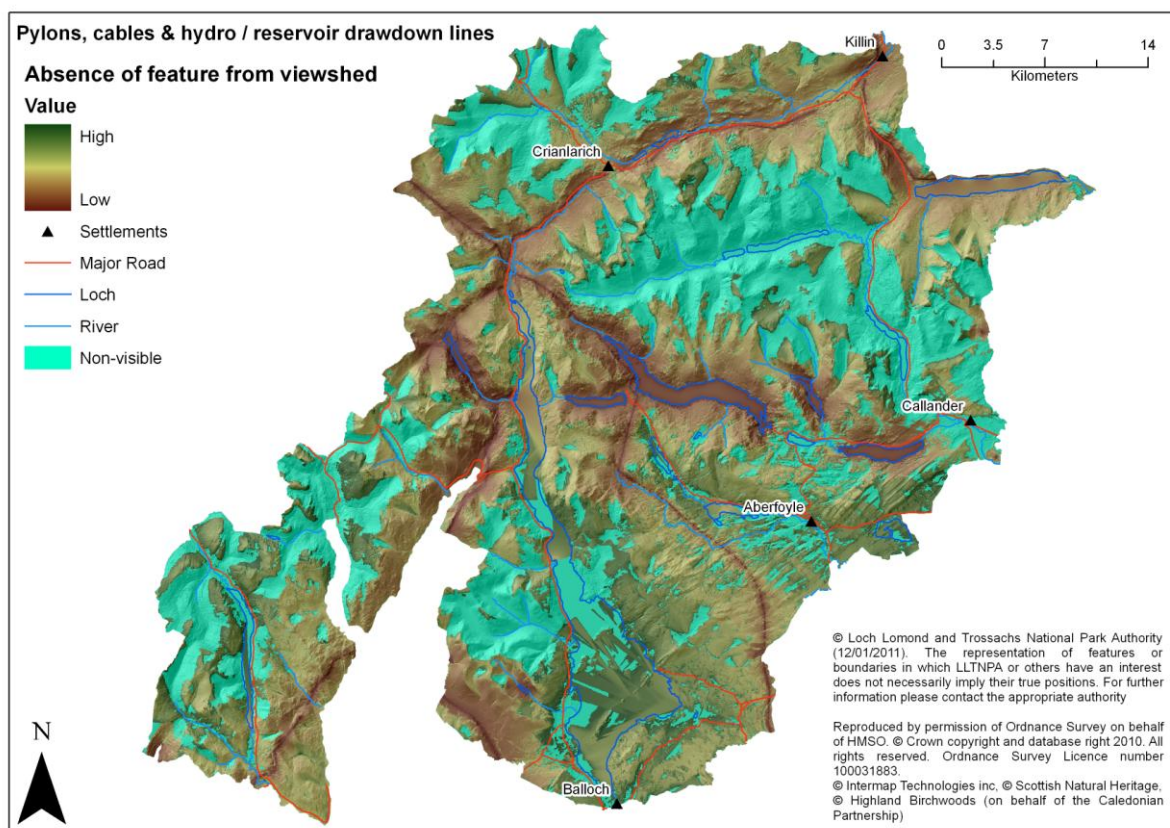 Pylons, cables & hydro / reservoir drawdown lines
Absence of feature from viewshed
Value
High
Low
Settlements
Major Road
Loch
River
Non-visible
Killin
0 3.5 7 14
Kilometers
Crianlarich
Callander
Aberfoyle
Balloch
N
© Loch Lomond and Trossachs National Park Authority
(12/01/2011). The representation of features or
boundaries in which LLTNPA or others have an interest
does not necessarily imply their true positions. For further
information please contact the appropriate authority
Reproduced by permission of Ordnance Survey on behalf
of HMSO. © Crown copyright and database right 2010. All
rights reserved. Ordnance Survey Licence number
100031883.
© Intermap Technologies inc, © Scottish Natural Heritage,
© Highland Birchwoods (on behalf of the Caledonian
Partnership)